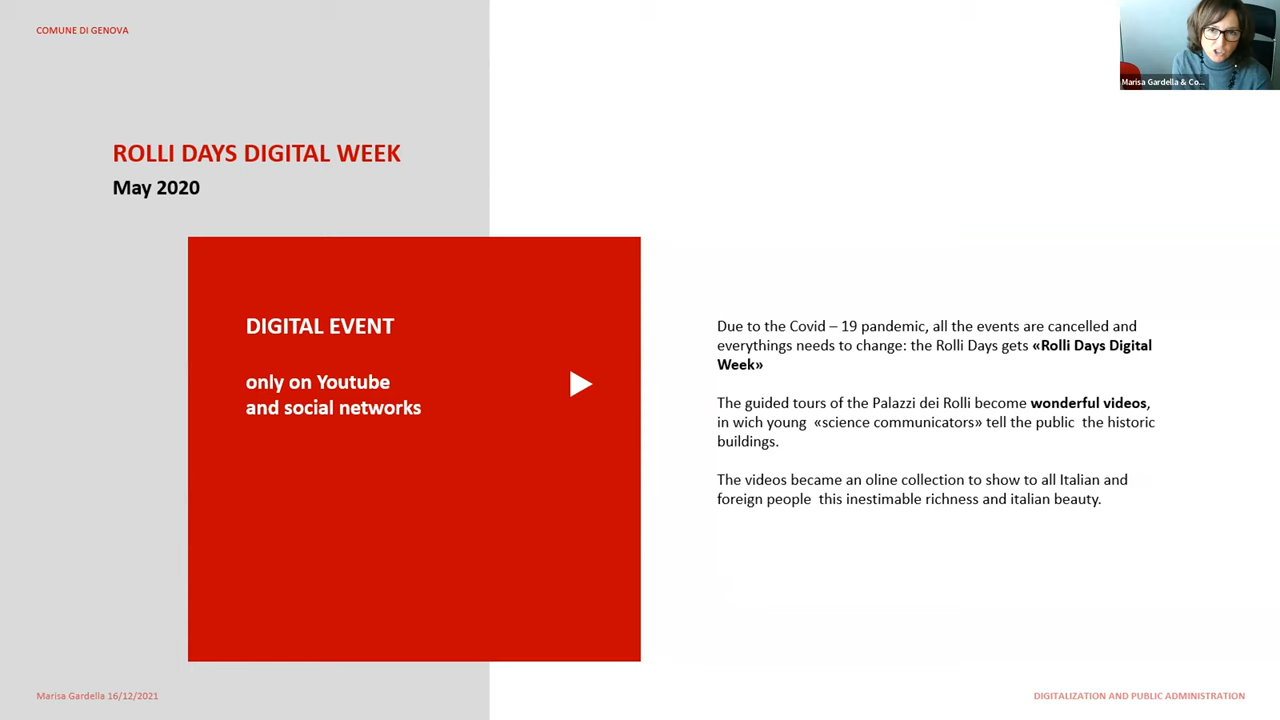 COMUNE DI GENOVA
Marisa Gardella & Co...
ROLLI DAYS DIGITAL WEEK
May 2020
DIGITAL EVENT
only on Youtube
and social networks
Due to the Covid – 19 pandemic, all the events are cancelled and
everythings needs to change: the Rolli Days gets «Rolli Days Digital
Week»
The guided tours of the Palazzi dei Rolli become wonderful videos,
in wich young «science communicators» tell the public the historic
buildings.
The videos became an oline collection to show to all Italian and
foreign people this inestimable richness and italian beauty.
Marisa Gardella 16/12/2021
DIGITALIZATION AND PUBLIC ADMINISTRATION